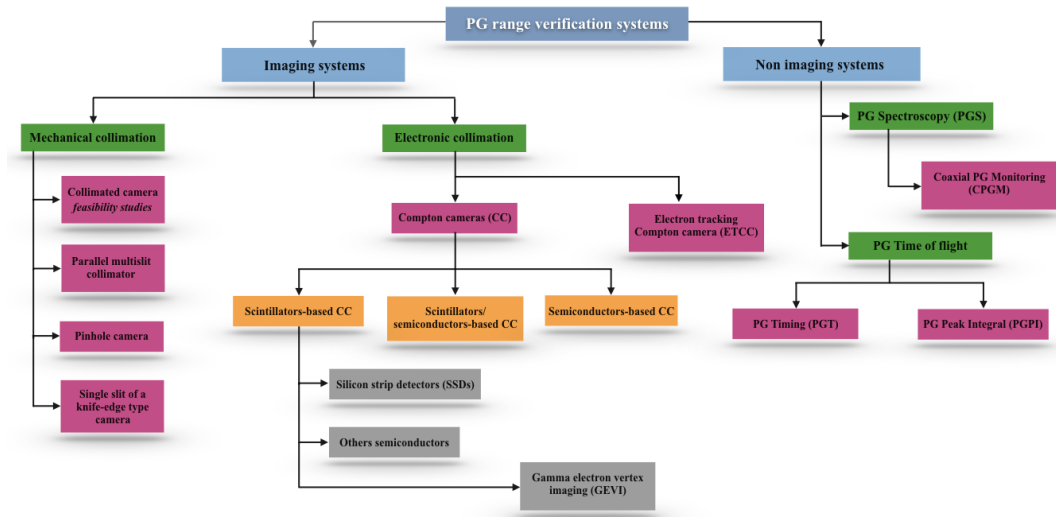 PG range verification systems
Imaging systems
Non imaging systems
Mechanical collimation
Electronic collimation
PG Spectroscopy (PGS)
Collimated camera
feasibility studies
Compton cameras (CC)
Electron tracking
Compton camera (ETCC)
Coaxial PG Monitoring
(CPGM)
Parallel multislit
collimator
PG Time of flight
Scintillators-based CC
Scintillators/
semiconductors-based CC
Semiconductors-based CC
PG Timing (PGT)
PG Peak Integral (PGPI)
Pinhole camera
Single slit of a
knife-edge type
camera
Silicon strip detectors (SSDs)
Others semiconductors
Gamma electron vertex
imaging (GEVI)